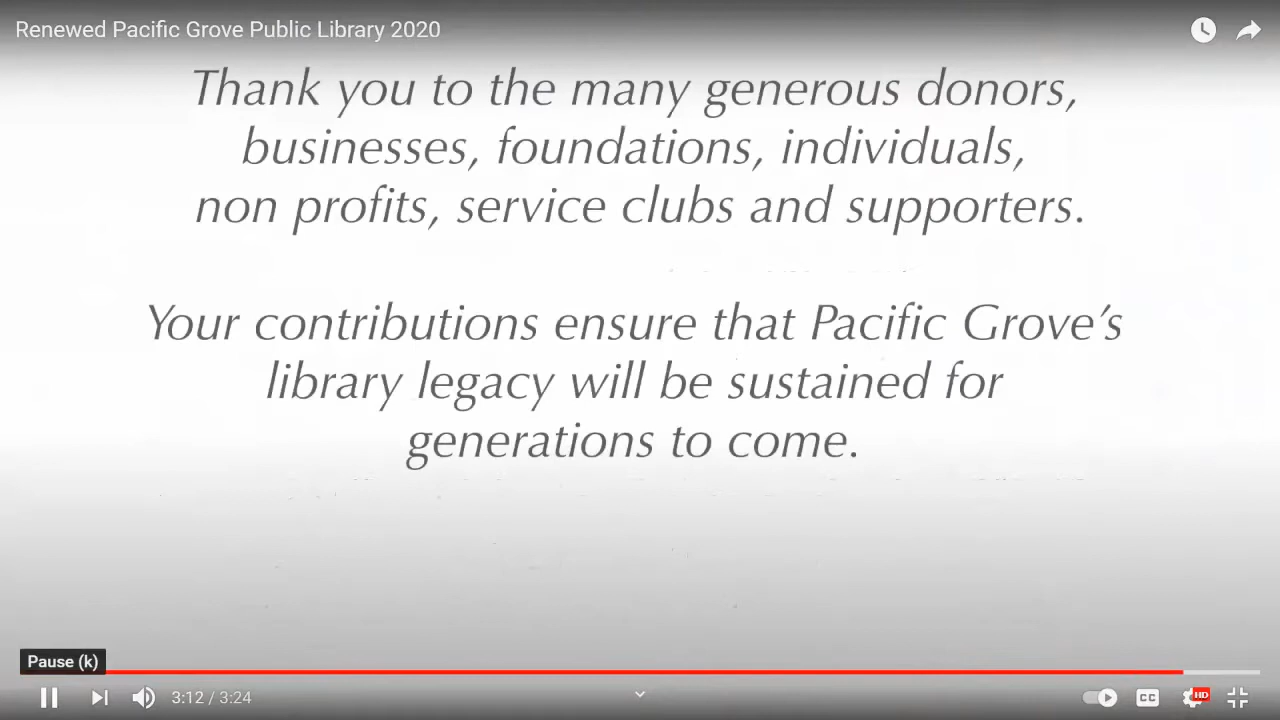 Renewed Pacific Grove Public Library 2020
Thank you to the many generous donors,
businesses, foundations, individuals,
non profits, service clubs and supporters.
Your contributions ensure that Pacific Grove's
library legacy will be sustained for
generations to come.
Pause (k)
3:12 / 3:24
CC
HD